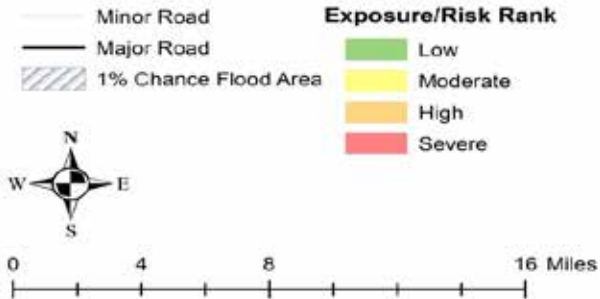 Minor Road
Major Road
1% Chance Flood Area
Exposure/Risk Rank
Low
Moderate
High
Severe
N
W E
S
0 4 8 16 Miles